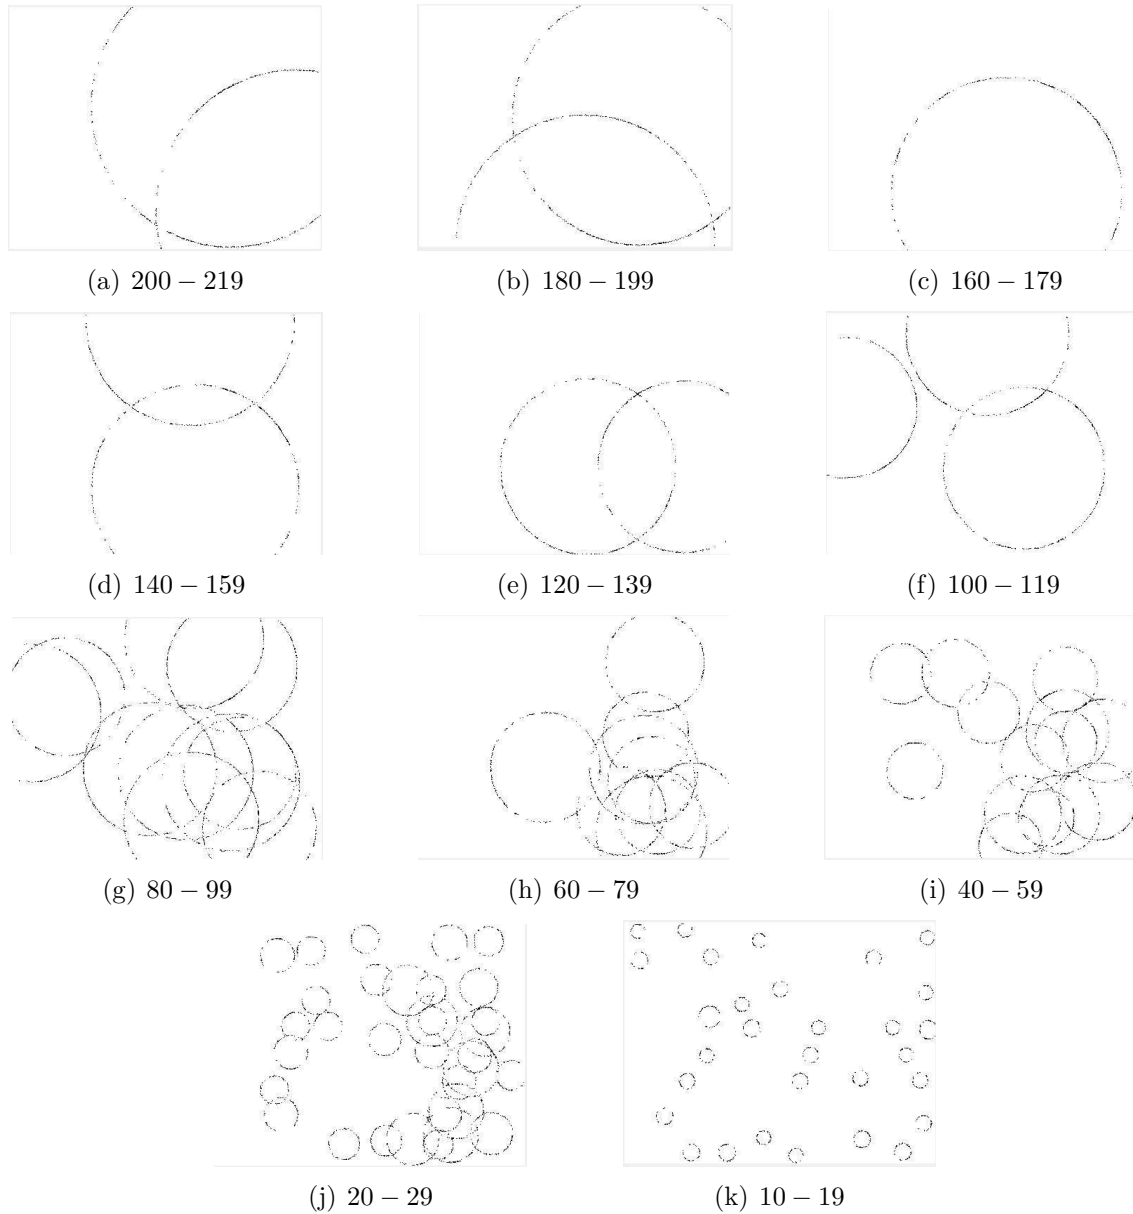 (a) 200 – 219
(b) 180 – 199
(c) 160 – 179
(d) 140 – 159
(e) 120 – 139
(f) 100 – 119
(g) 80 – 99
(h) 60 – 79
(i) 40 – 59
(j) 20 – 29
(k) 10 – 19